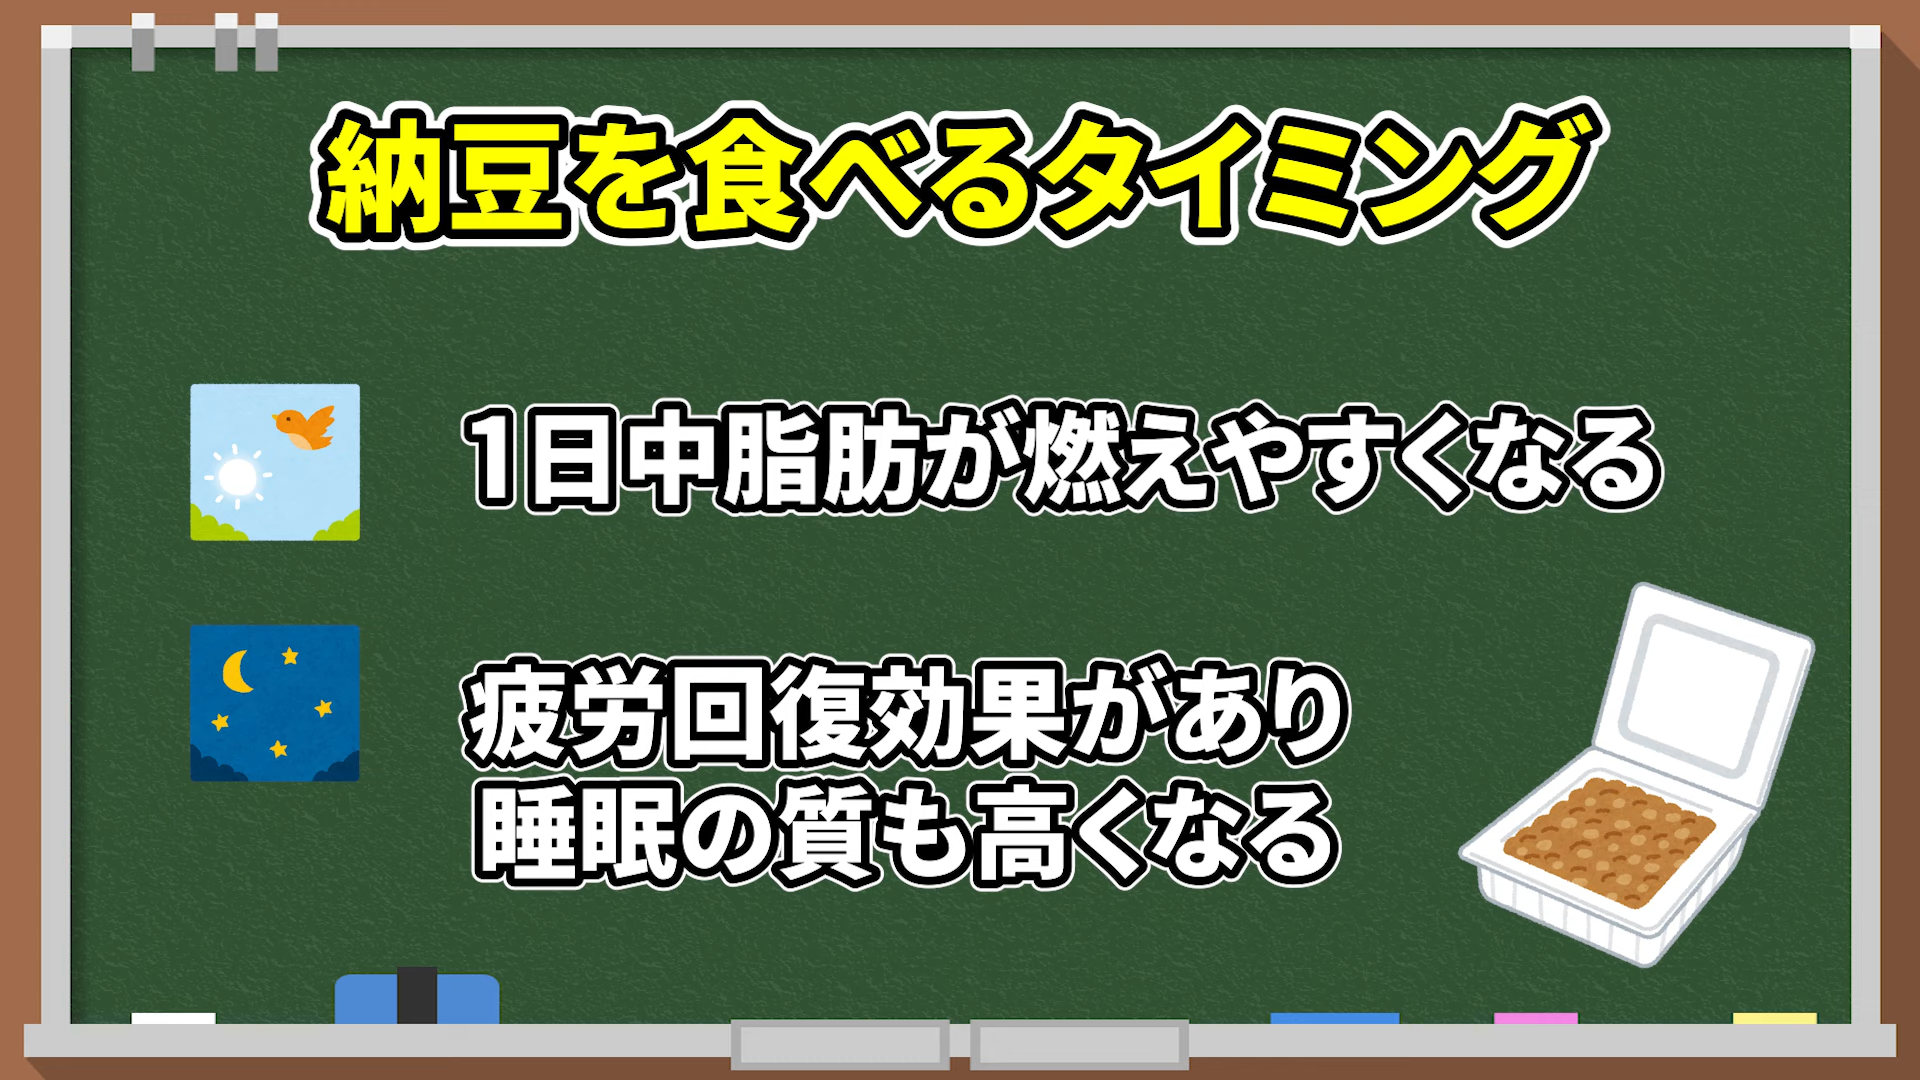 納豆を食べるタイミング
1日中脂肪が燃えやすくなる
疲労回復効果があり
睡眠の質も高くなる